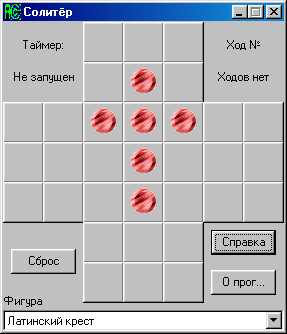 Солитёр
Таймер:
Ход №
Не запущен
Ходов нет
Справка
Сброс
О прог...
Фигура
Латинский крест